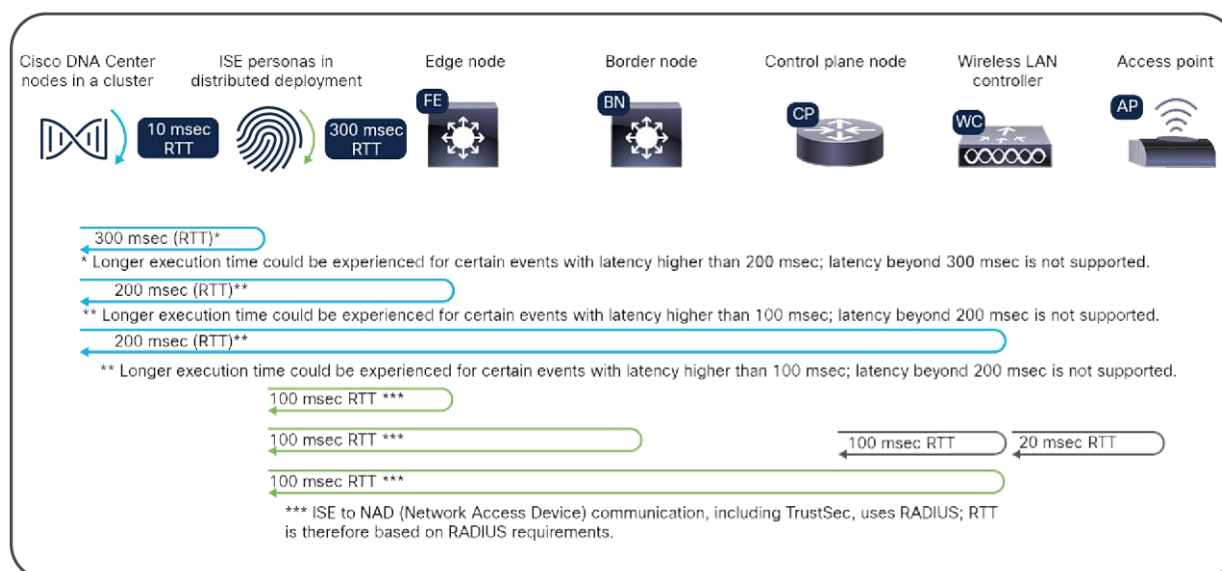 Cisco DNA Center
nodes in a cluster
ISE personas in
distributed deployment
Edge node
Border node
Control plane node
Wireless LAN
controller
Access point
10 msec
RTT
300 msec
RTT
FE
BN
CP
WC
AP
300 msec (RTT)*
* Longer execution time could be experienced for certain events with latency higher than 200 msec; latency beyond 300 msec is not supported.
200 msec (RTT)**
** Longer execution time could be experienced for certain events with latency higher than 100 msec; latency beyond 200 msec is not supported.
200 msec (RTT)**
** Longer execution time could be experienced for certain events with latency higher than 100 msec; latency beyond 200 msec is not supported.
100 msec RTT ***
100 msec RTT ***
100 msec RTT
20 msec RTT
100 msec RTT ***
*** ISE to NAD (Network Access Device) communication, including TrustSec, uses RADIUS; RTT
is therefore based on RADIUS requirements.